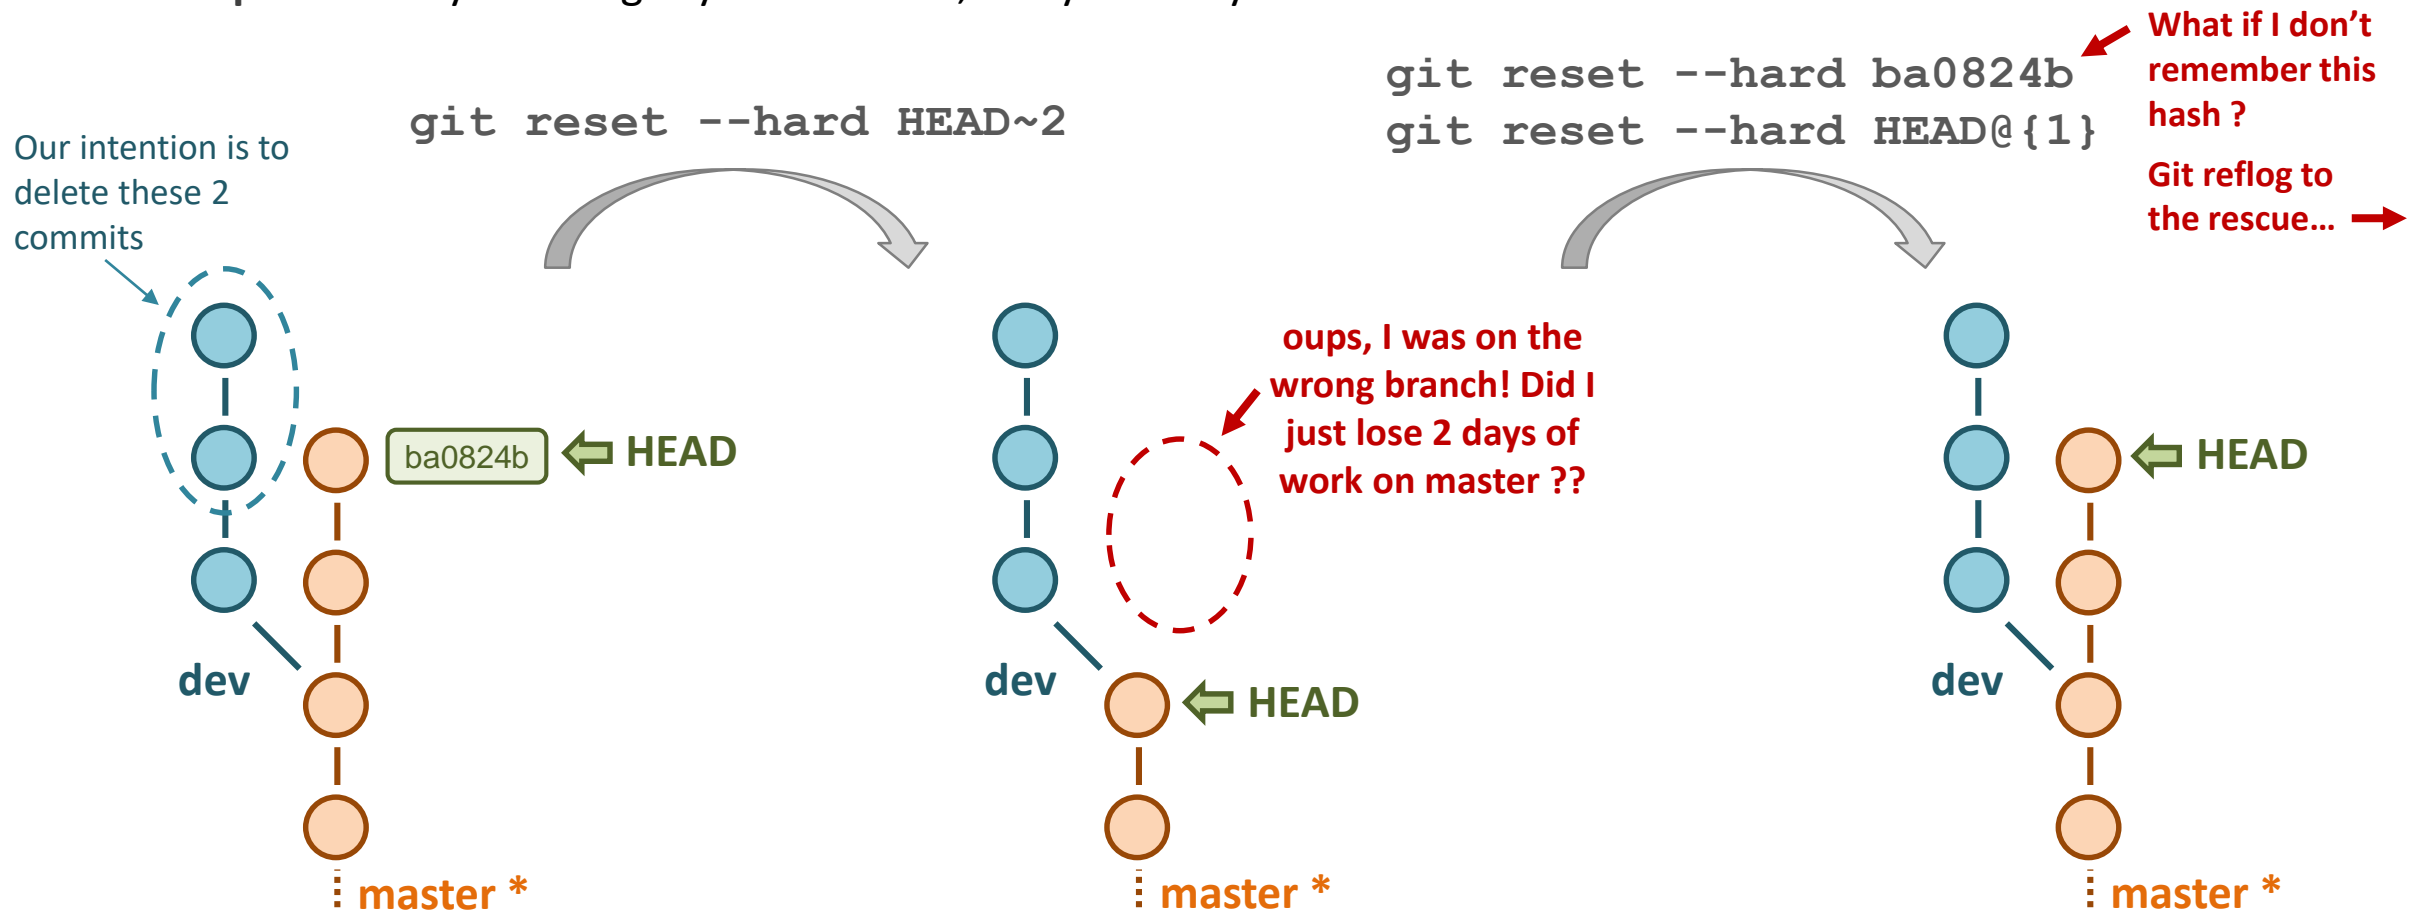 git reset --hard HEAD~2
Our intention is to
delete these 2
commits
ba0824b
HEAD
dev
master *
oups, I was on the
wrong branch! Did I
just lose 2 days of
work on master ??
HEAD
dev
master *
git reset --hard ba0824b
git reset --hard HEAD@{1}
What if I don’t
remember this
hash ?
Git reflog to
the rescue…
HEAD
dev
master *